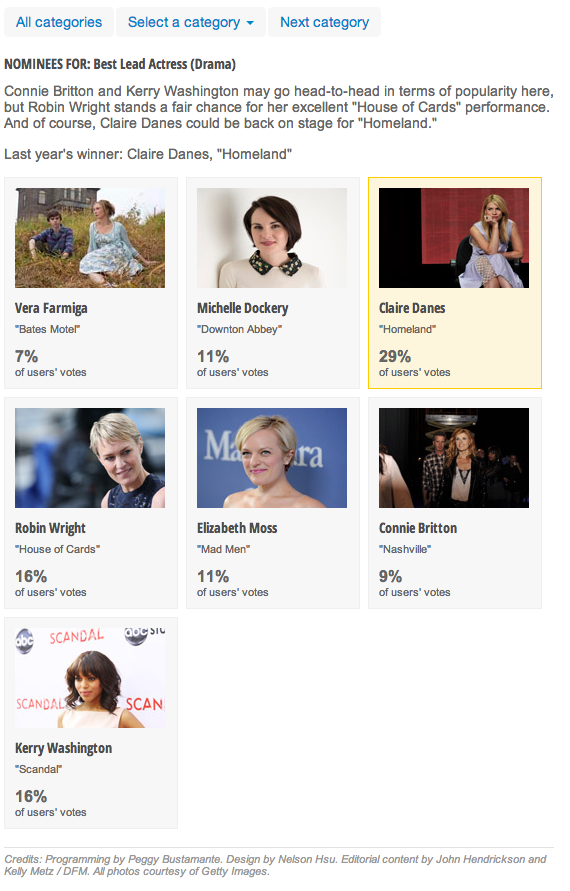 All categories
Select a category
Next category
NOMINEES FOR: Best Lead Actress (Drama)
Connie Britton and Kerry Washington may go head-to-head in terms of popularity here,
but Robin Wright stands a fair chance for her excellent "House of Cards" performance.
And of course, Claire Danes could be back on stage for "Homeland."
Last year's winner: Claire Danes, "Homeland"
Vera Farmiga
"Bates Motel"
7%
of users' votes
Michelle Dockery
"Downton Abbey"
11%
of users' votes
Claire Danes
"Homeland"
29%
of users' votes
Robin Wright
"House of Cards"
16%
of users' votes
Elizabeth Moss
"Mad Men"
11%
of users' votes
Connie Britton
"Nashville"
9%
of users' votes
abc
SCANDAL
abc
SCANDAL
SCAN
Kerry Washington
"Scandal"
16%
of users' votes
Credits: Programming by Peggy Bustamante. Design by Nelson Hsu. Editorial content by John Hendrickson and
Kelly Metz / DFM. All photos courtesy of Getty Images.